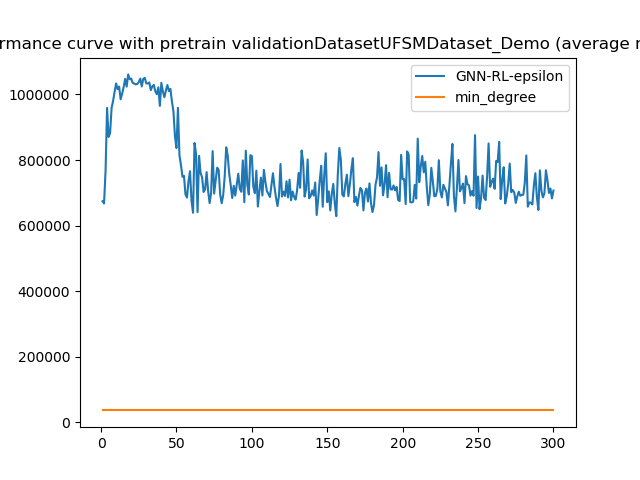 rmance curve with pretrain validationDatasetUFSMDataset_Demo (average
GNN-RL-epsilon
min_degree
1000000
800000
600000
400000
200000
0
0 50 100 150 200 250 300